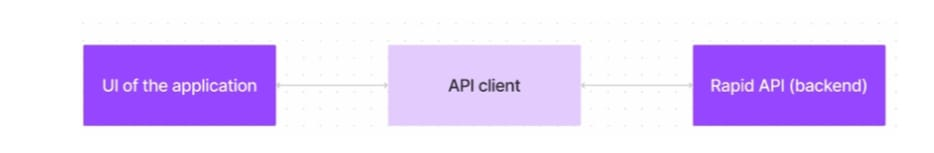 UI of the application
API client
Rapid API (backend)